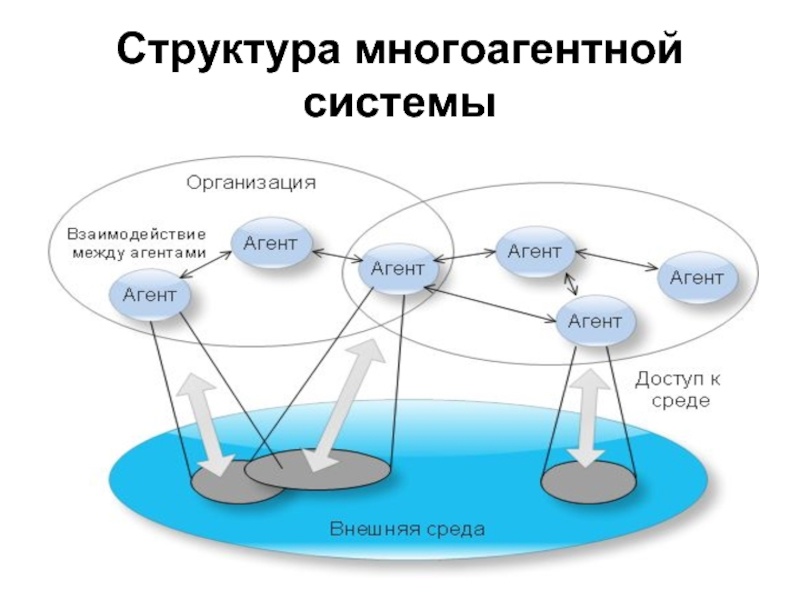 Структура многоагентной
системы
Организация
Взаимодействие
между агентами
Агент
Агент
Агент
Агент
Агент
Агент
Доступ к
среде
Внешняя среда